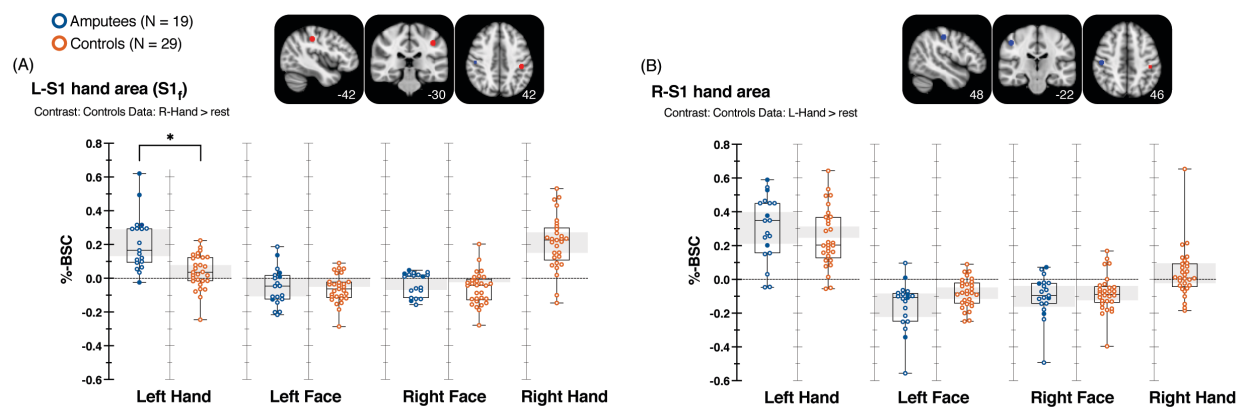 Amputees (N = 19)
Controls (N = 29)
(A)
L-S1 hand area (S1f)
Contrast: Controls Data: R-Hand > rest
-42
-30
42
*
%-BSC
0.8
0.6
0.4
0.2
0.0
-0.2
-0.4
-0.6
Left Hand
Left Face
Right Face
Right Hand
(B)
R-S1 hand area
Contrast: Controls Data: L-Hand > rest
48
-22
46
%-BSC
0.8
0.6
0.4
0.2
0.0
-0.2
-0.4
-0.6
Left Hand
Left Face
Right Face
Right Hand